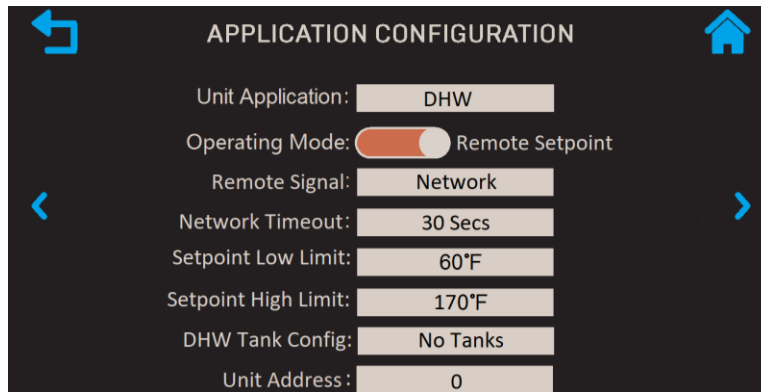 APPLICATION CONFIGURATION
Unit Application: DHW
Operating Mode: Remote Setpoint
Remote Signal: Network
Network Timeout: 30 Secs
Setpoint Low Limit: 60°F
Setpoint High Limit: 170°F
DHW Tank Config: No Tanks
Unit Address: 0